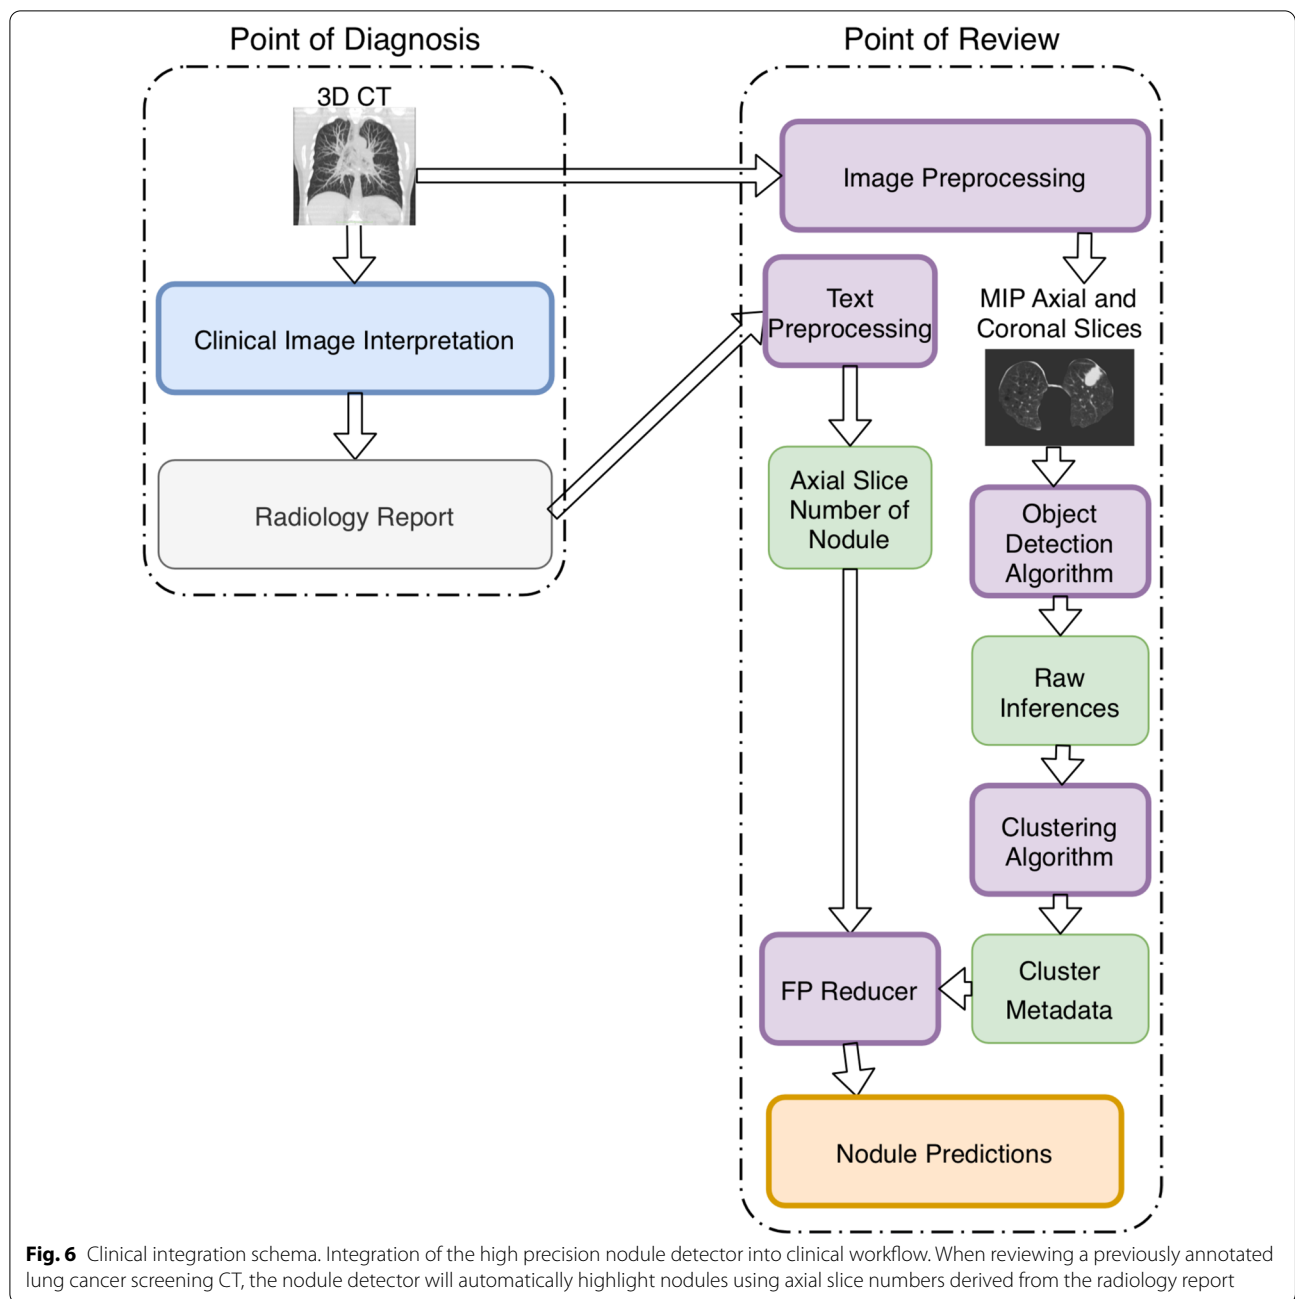 Point of Diagnosis
3D CT
Clinical Image Interpretation
Radiology Report
Point of Review
Image Preprocessing
Text
Preprocessing
MIP Axial and
Coronal Slices
Axial Slice
Number of
Nodule
Object
Detection
Algorithm
Raw
Inferences
Clustering
Algorithm
Cluster
Metadata
FP Reducer
Nodule Predictions
Fig. 6 Clinical integration schema. Integration of the high precision nodule detector into clinical workflow. When reviewing a previously annotated
lung cancer screening CT, the nodule detector will automatically highlight nodules using axial slice numbers derived from the radiology report